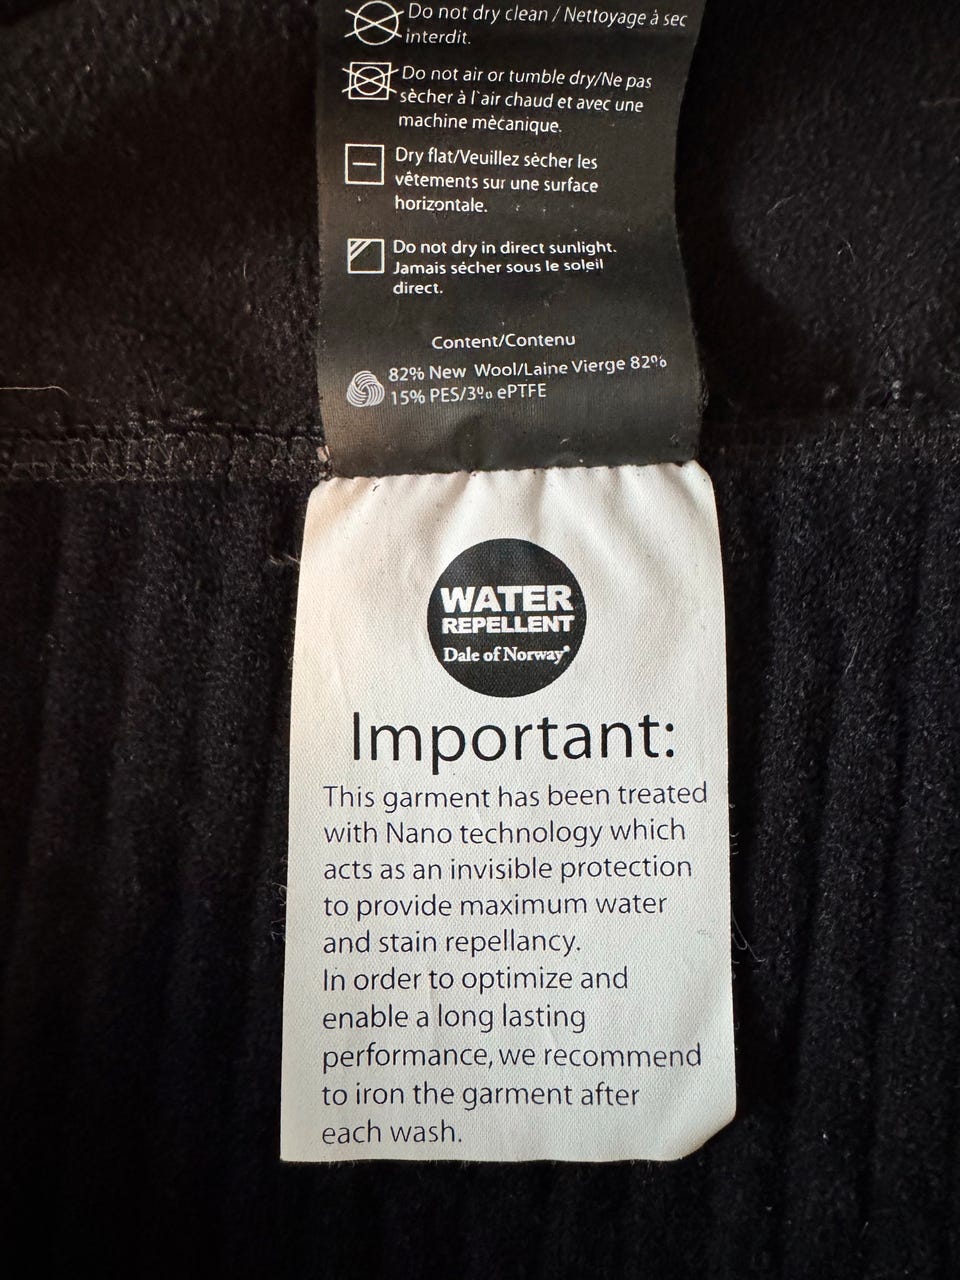 Do not dry clean / Nettoyage à sec
interdit.
Do not air or tumble dry/Ne pas
sècher à l`air chaud et avec une
machine mècanique.
Dry flat/Veuillez sècher les
vêtements sur une surface
horizontale.
Do not dry in direct sunlight.
Jamais sécher sous le soleil
direct.
Content/Contenu
82% New Wool/Laine Vierge 82%
15% PES/3% ePTFE
WATER
REPELLENT
Dale of Norway®
Important:
This garment has been treated
with Nano technology which
acts as an invisible protection
to provide maximum water
and stain repellancy.
In order to optimize and
enable a long lasting
performance, we recommend
to iron the garment after
each wash.